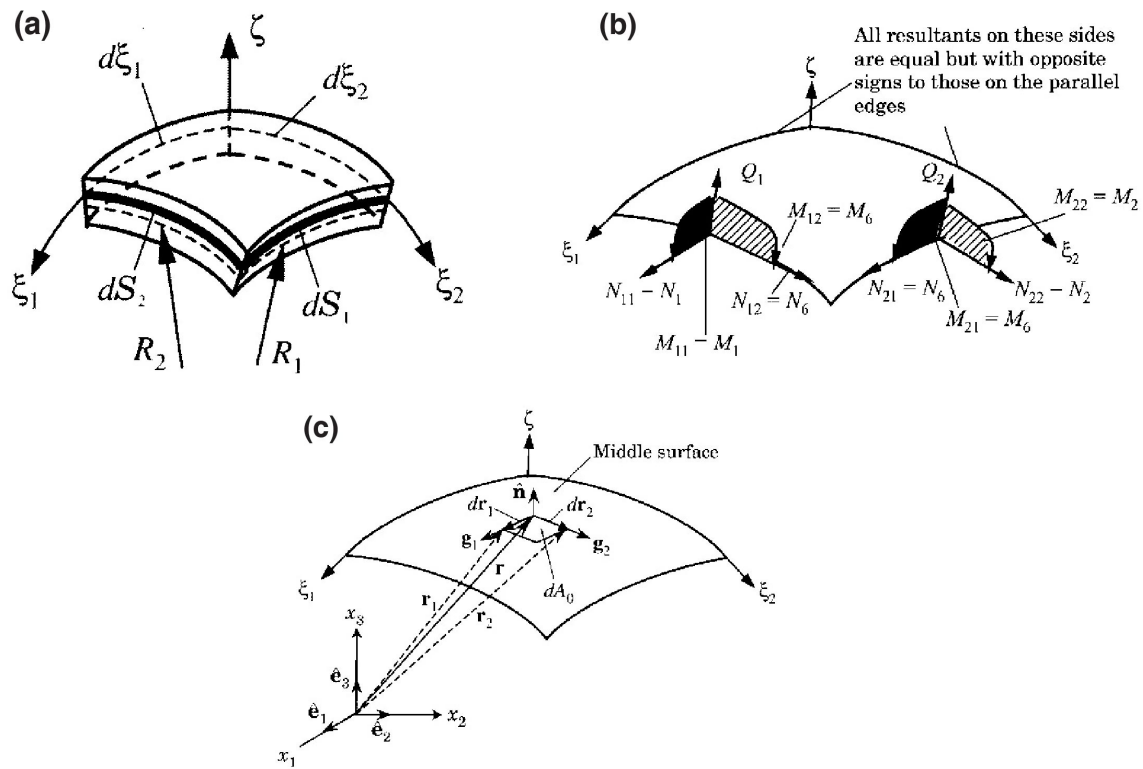 (a)
ζ
dξ₁
dξ₂
ξ₁
dS₂
dS₁
ξ₂
R₂
R₁
(b)
All resultants on these sides
are equal but with opposite
signs to those on the parallel
edges
ζ
Q₁
Q₂
M₂₂ = M₂
M₁₂ = M₆
ξ₁
ξ₂
N₁₁ − N₁
N₁₂ = N₆
N₂₁ = N₆
N₂₂ − N₂
M₂₁ = M₆
M₁₁ − M₁
(c)
ζ
Middle surface
n̂
dr₁
dr₂
g₁
g₂
r
dA₀
ξ₁
r₁
r₂
ξ₂
x₃
ê₃
ê₁
ê₂
x₂
x₁